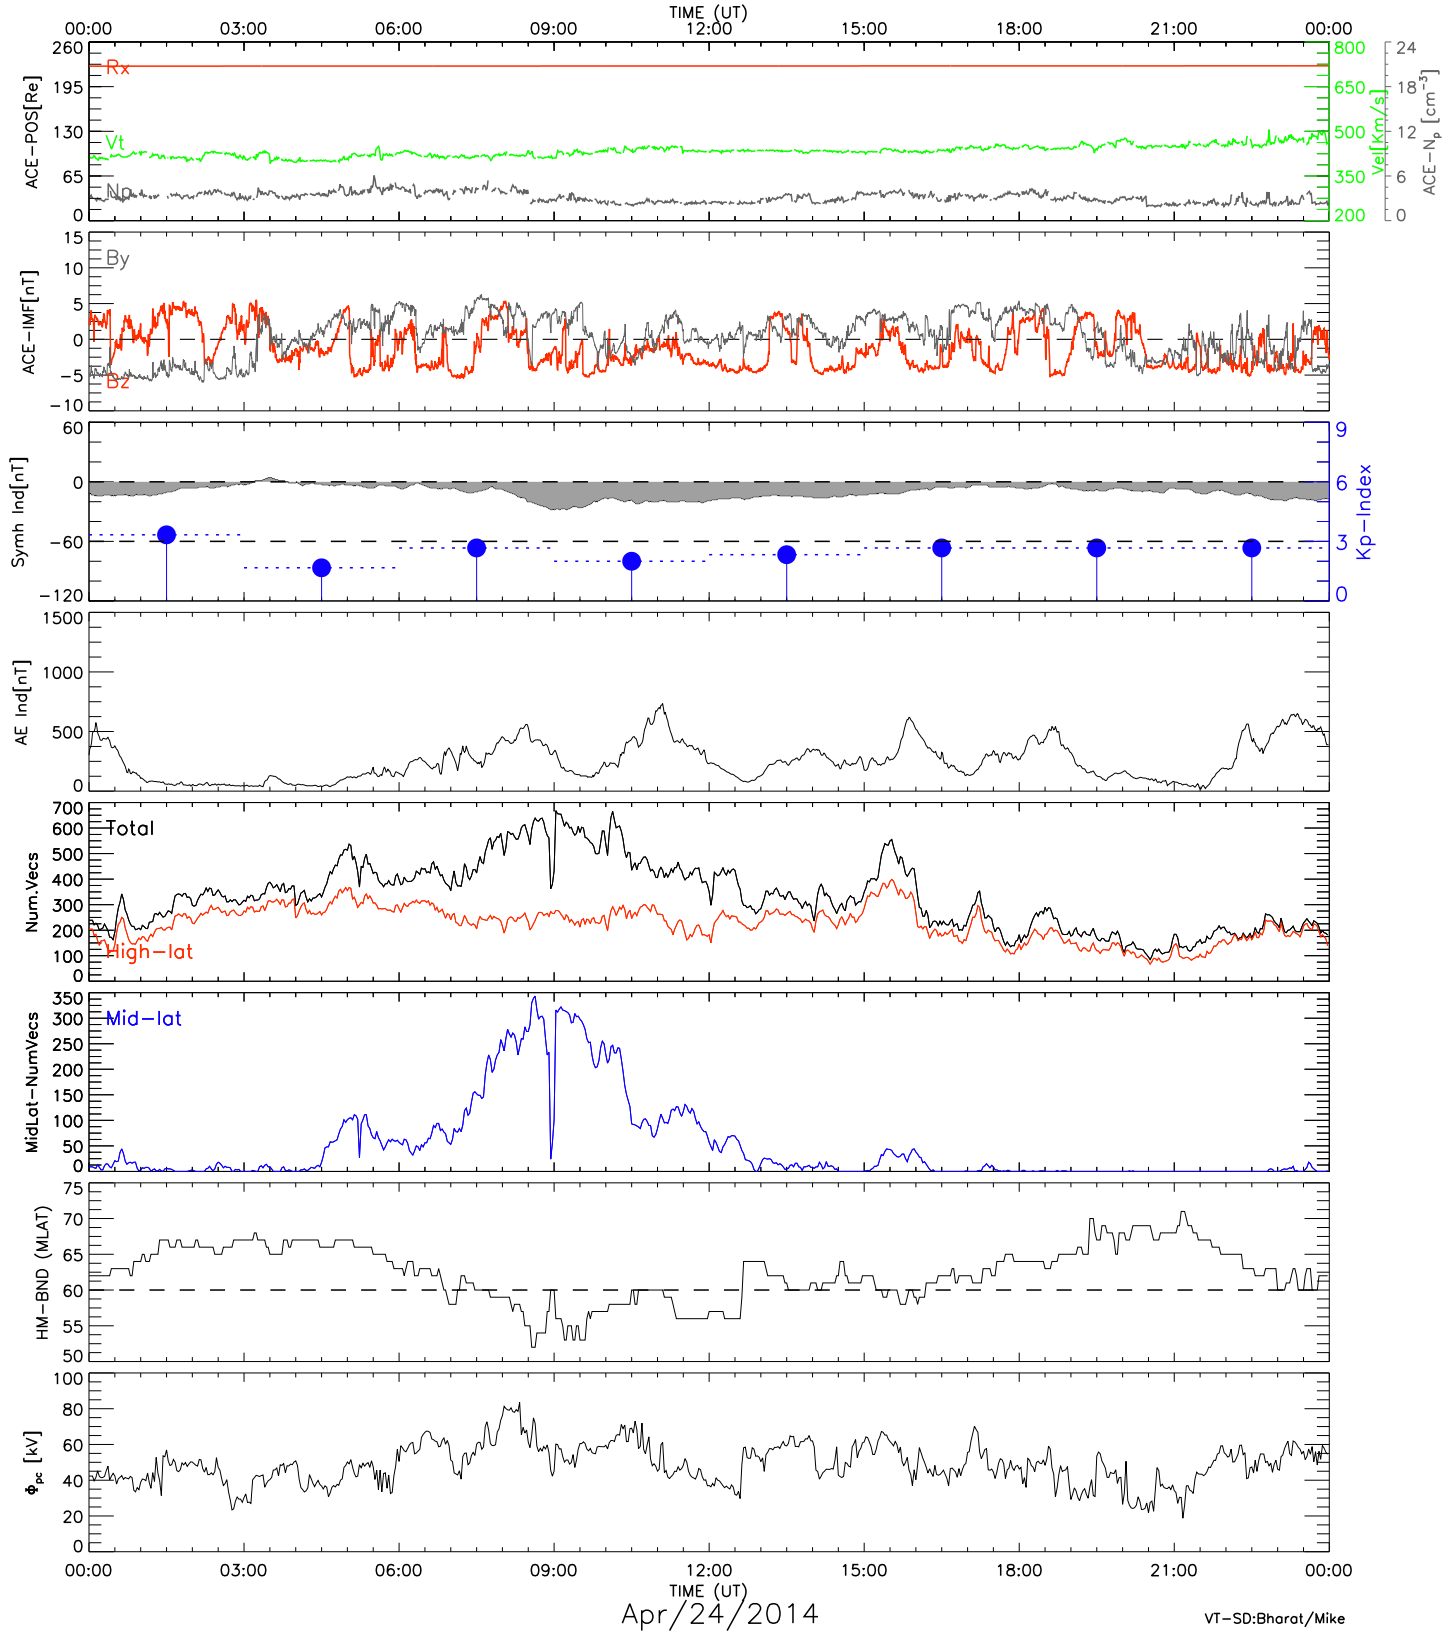 TIME (UT)
00:00 03:00 06:00 09:00 12:00 15:00 18:00 21:00 00:00
ACE-POS[Re]
260
195
130
65
0
Rx
Vt
Np
800
650
500
350
200
Vel[Km/s]
24
18
12
6
0
ACE-Np [cm-3]
ACE-IMF[nT]
15
10
5
0
-5
-10
By
Bz
Symh Ind[nT]
60
0
-60
-120
9
6
3
0
Kp-Index
AE Ind[nT]
1500
1000
500
0
Num.Vecs
700
600
500
400
300
200
100
0
Total
High-lat
MidLat-NumVecs
350
300
250
200
150
100
50
0
Mid-lat
HM-BND (MLAT)
75
70
65
60
55
50
Φpc [kV]
100
80
60
40
20
0
00:00 03:00 06:00 09:00 12:00 15:00 18:00 21:00 00:00
TIME (UT)
Apr/24/2014
VT-SD:Bharat/Mike